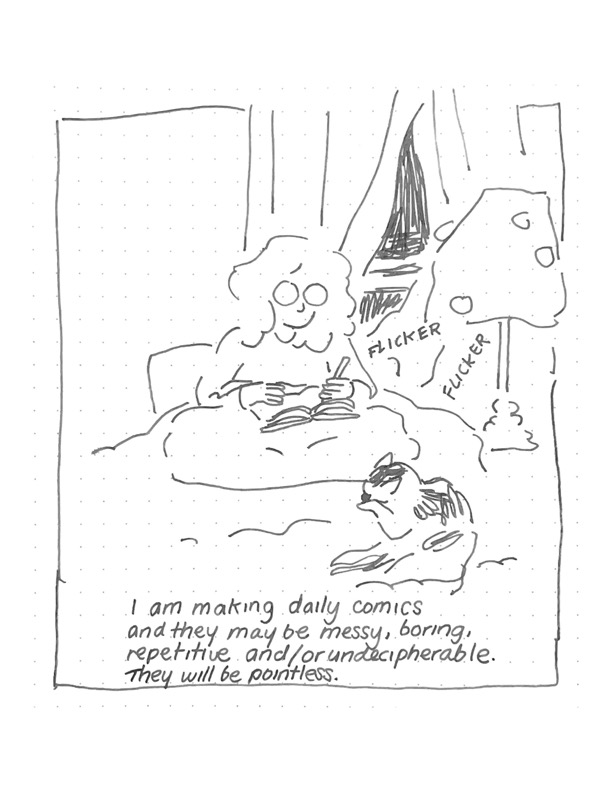 FLICKER
FLICKER
I am making daily comics
and they may be messy, boring,
repetitive and/or undecipherable.
They will be pointless.